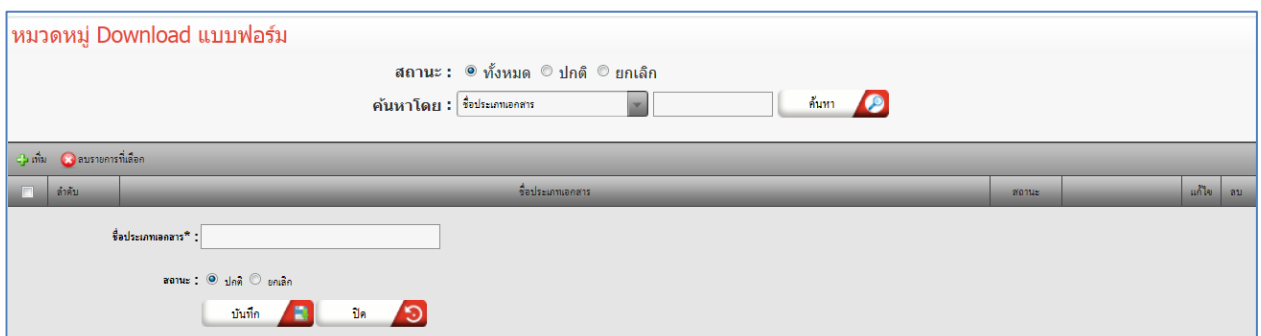 หมวดหมู่ Download แบบฟอร์ม
สถานะ : ทั้งหมด ปกติ ยกเลิก
ค้นหาโดย : ชื่อประเภทเอกสาร ค้นหา
เพิ่ม ลบรายการที่เลือก
ลำดับ ชื่อประเภทเอกสาร สถานะ แก้ไข ลบ
ชื่อประเภทเอกสาร* :
สถานะ : ปกติ ยกเลิก
บันทึก ปิด